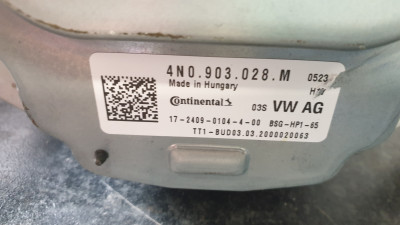 4N0.903.028.M 0523
Made in Hungary
Continental 03S VW AG
17-2409-0104-4-00 BSG-HP1-65
TT1-BUD03.03.2000020063